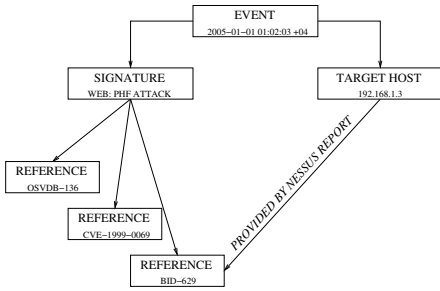 EVENT
2005−01−01 01:02:03 +04
SIGNATURE
WEB: PHF ATTACK
TARGET HOST
192.168.1.3
PROVIDED BY NESSUS REPORT
REFERENCE
OSVDB−136
REFERENCE
CVE−1999−0069
REFERENCE
BID−629